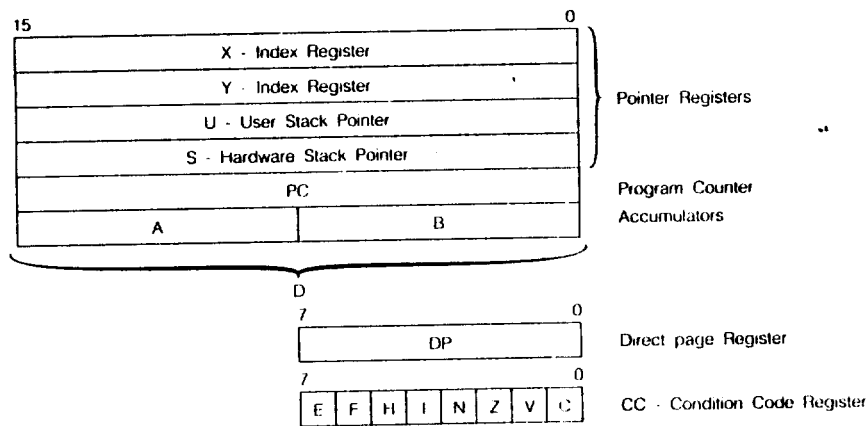 15 0
X - Index Register
Y - Index Register
U - User Stack Pointer
S - Hardware Stack Pointer
Pointer Registers
PC
Program Counter
A B
Accumulators
D
7 0
DP
Direct page Register
7 0
E F H I N Z V C
CC - Condition Code Register